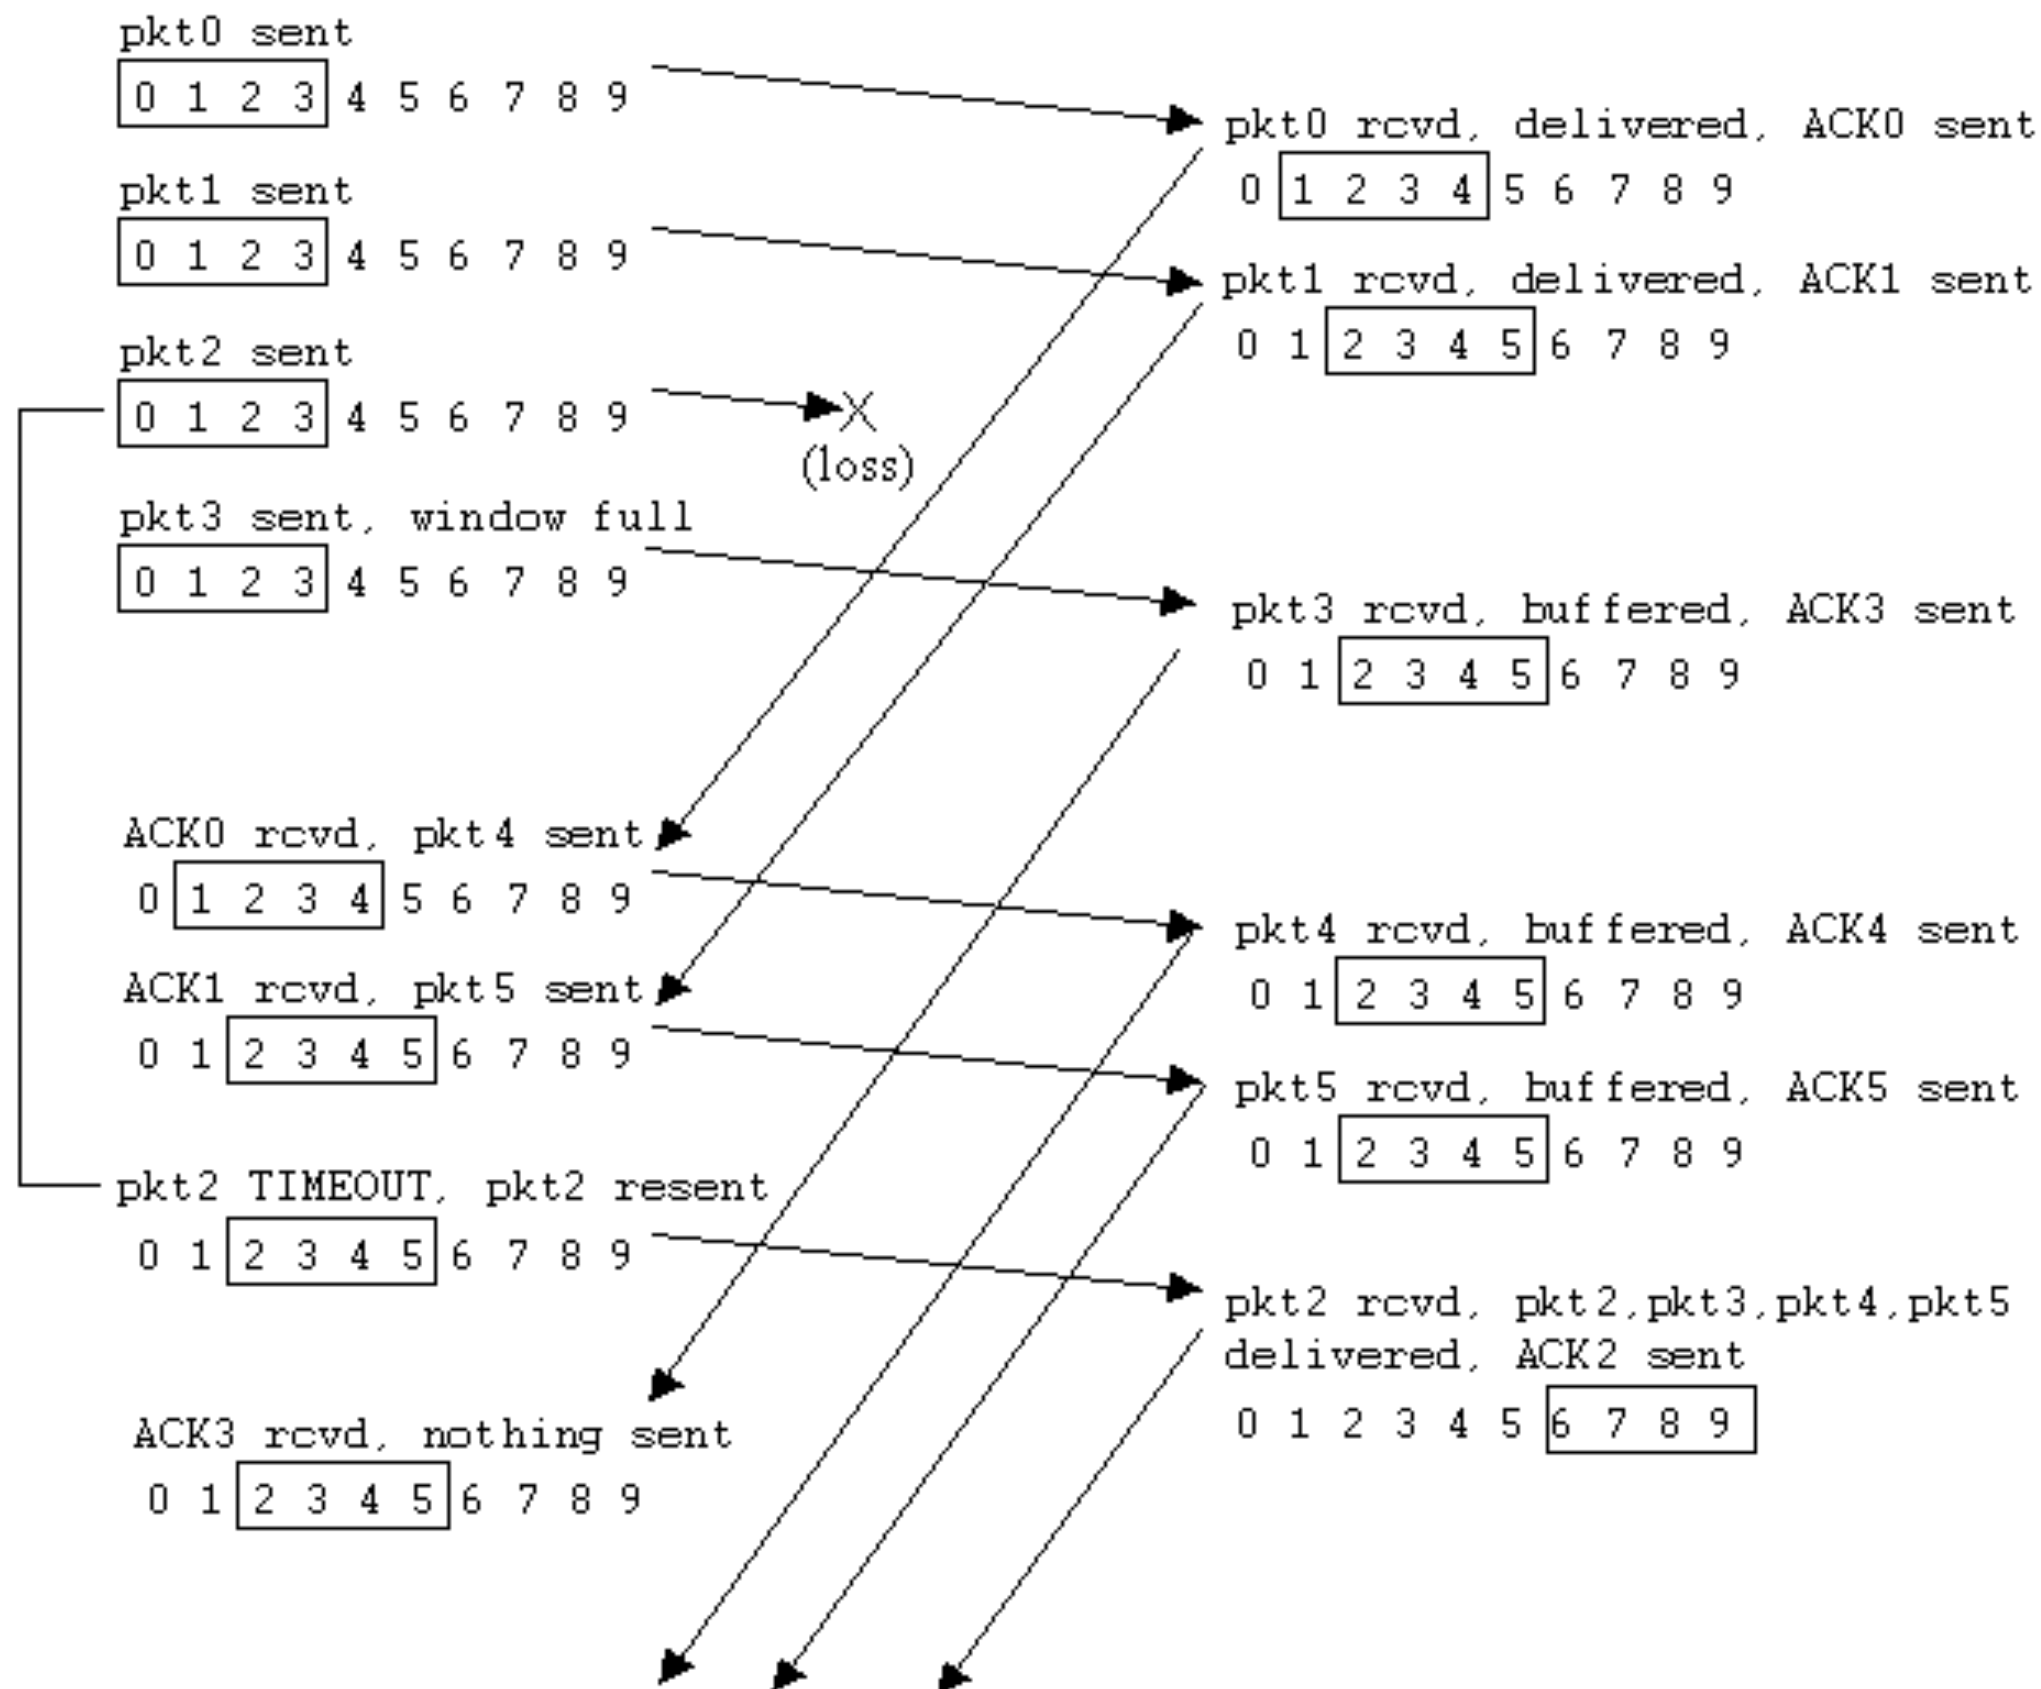 pkt0 sent
0 1 2 3 4 5 6 7 8 9
pkt1 sent
0 1 2 3 4 5 6 7 8 9
pkt2 sent
0 1 2 3 4 5 6 7 8 9
(loss)
pkt3 sent, window full
0 1 2 3 4 5 6 7 8 9
ACK0 rcvd, pkt4 sent
0 1 2 3 4 5 6 7 8 9
ACK1 rcvd, pkt5 sent
0 1 2 3 4 5 6 7 8 9
pkt2 TIMEOUT, pkt2 resent
0 1 2 3 4 5 6 7 8 9
ACK3 rcvd, nothing sent
0 1 2 3 4 5 6 7 8 9
pkt0 rcvd, delivered, ACK0 sent
0 1 2 3 4 5 6 7 8 9
pkt1 rcvd, delivered, ACK1 sent
0 1 2 3 4 5 6 7 8 9
pkt3 rcvd, buffered, ACK3 sent
0 1 2 3 4 5 6 7 8 9
pkt4 rcvd, buffered, ACK4 sent
0 1 2 3 4 5 6 7 8 9
pkt5 rcvd, buffered, ACK5 sent
0 1 2 3 4 5 6 7 8 9
pkt2 rcvd, pkt2,pkt3,pkt4,pkt5
delivered, ACK2 sent
0 1 2 3 4 5 6 7 8 9